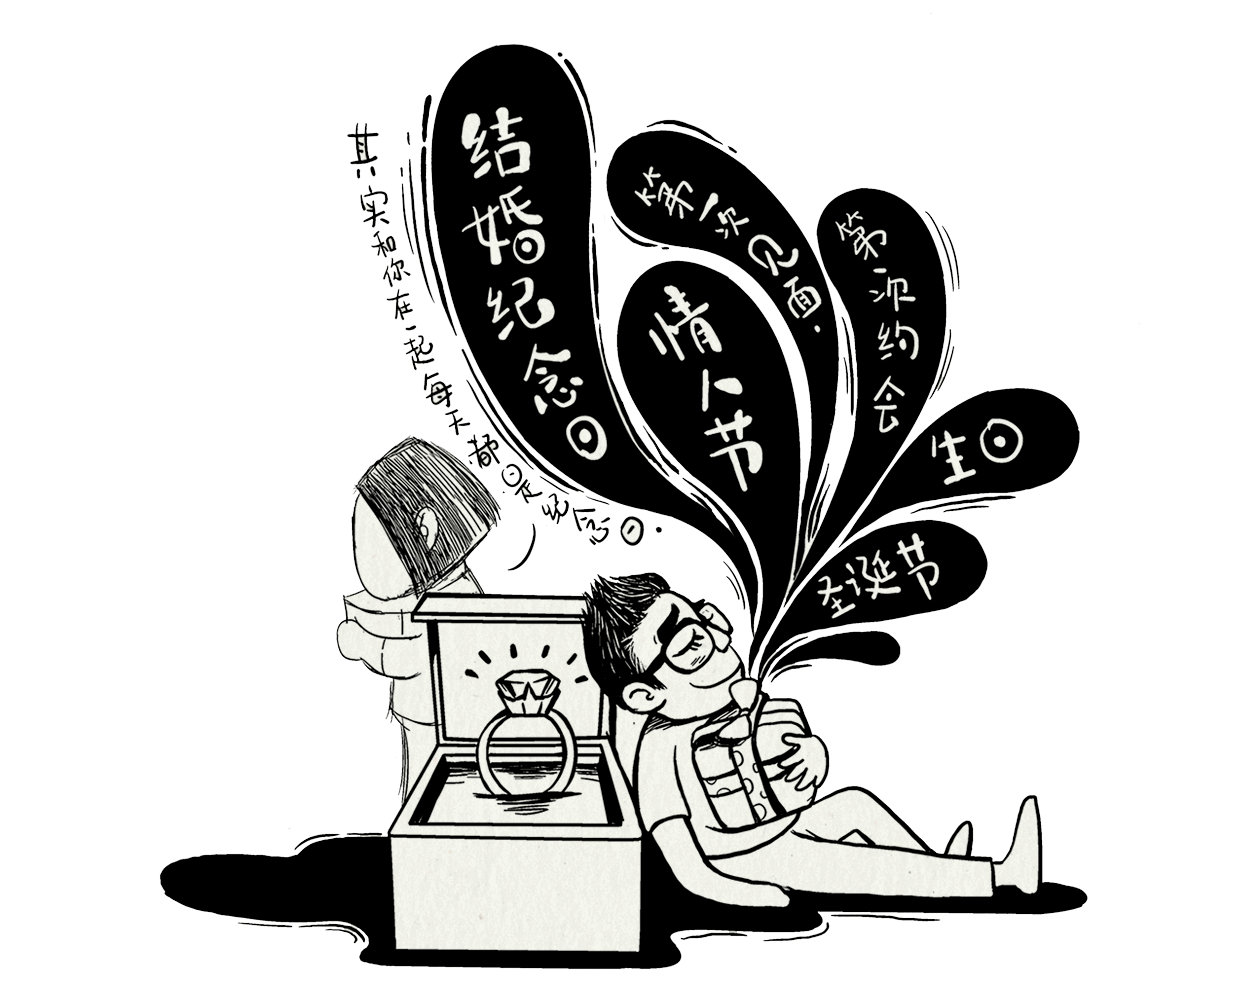 其实和你在一起每天都是纪念日.
结婚纪念日
第一次见面.
情人节
第一次约会
生日
圣诞节